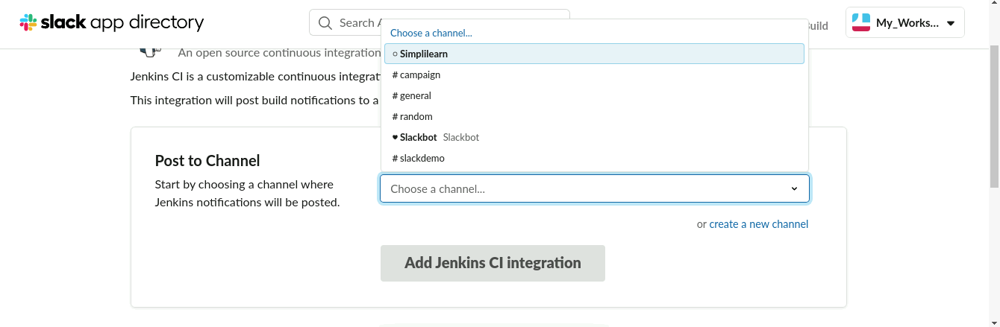 slack app directory
Search A
uild
My_Works...
An open source continuous integration
Jenkins CI is a customizable continuous integrat
This integration will post build notifications to a
Choose a channel...
Simplilearn
# campaign
# general
# random
♥ Slackbot Slackbot
# slackdemo
Post to Channel
Start by choosing a channel where
Jenkins notifications will be posted.
Choose a channel...
or create a new channel
Add Jenkins CI integration